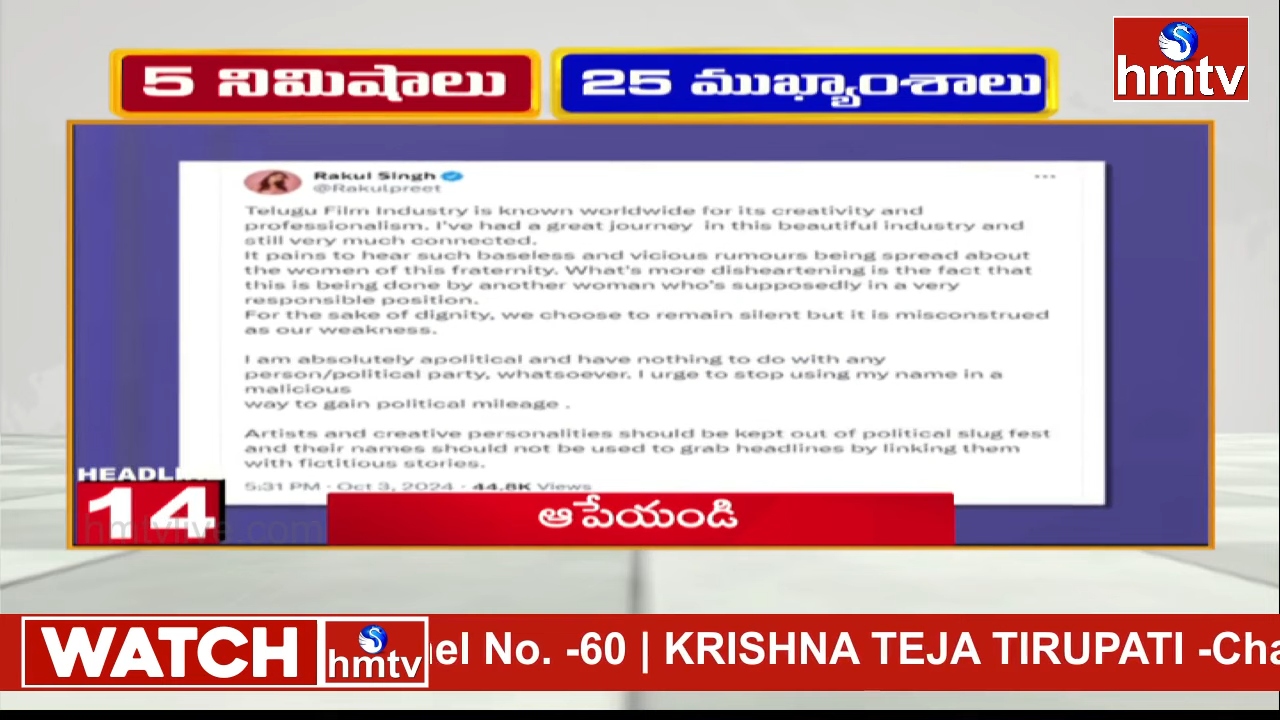 5 నిమిషాలు
25 ముఖ్యాంశాలు
hmtv
Rakul Singh
@Rakulpreet
Telugu Film Industry is known worldwide for its creativity and
professionalism. I've had a great journey in this beautiful industry and
still very much connected.
It pains to hear such baseless and vicious rumours being spread about
the women of this fraternity. What's more disheartening is the fact that
this is being done by another woman who's supposedly in a very
responsible position.
For the sake of dignity, we choose to remain silent but it is misconstrued
as our weakness.
I am absolutely apolitical and have nothing to do with any
person/political party, whatsoever. I urge to stop using my name in a
malicious
way to gain political mileage .
Artists and creative personalities should be kept out of political slug fest
and their names should not be used to grab headlines by linking them
with fictitious stories.
5:31 PM · Oct 3, 2024 · 44.8K Views
HEADLI...
14
hmtvlive.com
ఆపేయండి
WATCH
hmtv
nel No. -60 | KRISHNA TEJA TIRUPATI -Cha